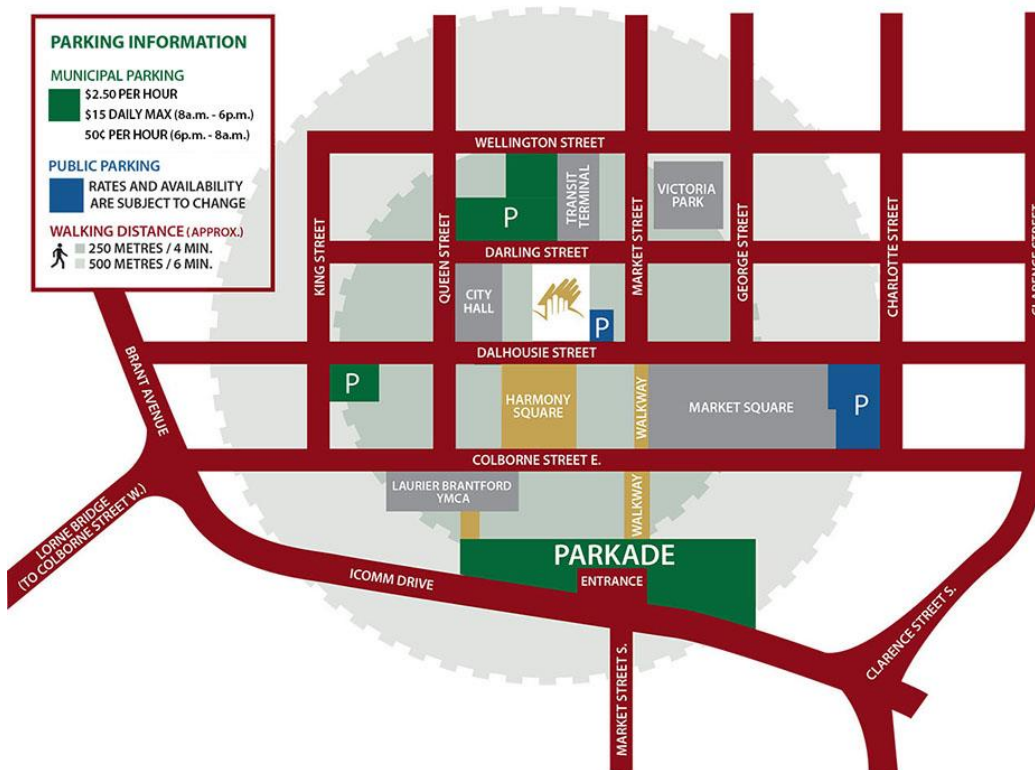 PARKING INFORMATION
MUNICIPAL PARKING
$2.50 PER HOUR
$15 DAILY MAX (8a.m. - 6p.m.)
50¢ PER HOUR (6p.m. - 8a.m.)
PUBLIC PARKING
RATES AND AVAILABILITY
ARE SUBJECT TO CHANGE
WALKING DISTANCE (APPROX.)
250 METRES / 4 MIN.
500 METRES / 6 MIN.
WELLINGTON STREET
KING STREET
QUEEN STREET
P
TRANSIT
TERMINAL
MARKET STREET
VICTORIA
PARK
GEORGE STREET
CHARLOTTE STREET
CLARENCE STREET
DARLING STREET
CITY
HALL
P
DALHOUSIE STREET
BRANT AVENUE
P
HARMONY
SQUARE
WALKWAY
MARKET SQUARE
P
COLBORNE STREET E.
LAURIER BRANTFORD
YMCA
WALKWAY
LORNE BRIDGE
(TO COLBORNE STREET W.)
PARKADE
ENTRANCE
ICOMM DRIVE
MARKET STREET S.
CLARENCE STREET S.